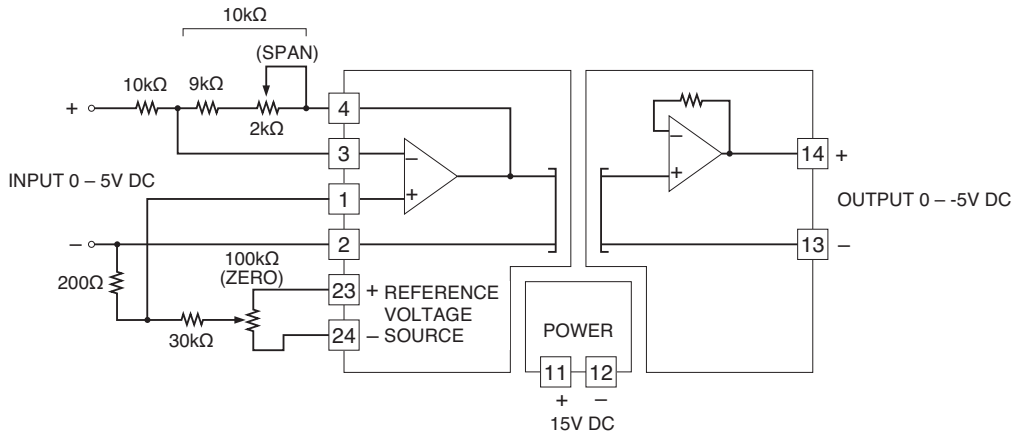 10kΩ
(SPAN)
10kΩ
9kΩ
2kΩ
+
4
3
1
2
23
24
−
+
INPUT 0 – 5V DC
−
200Ω
100kΩ
(ZERO)
30kΩ
+ REFERENCE
VOLTAGE
– SOURCE
−
+
14 +
OUTPUT 0 – -5V DC
13 −
POWER
11 12
+ −
15V DC